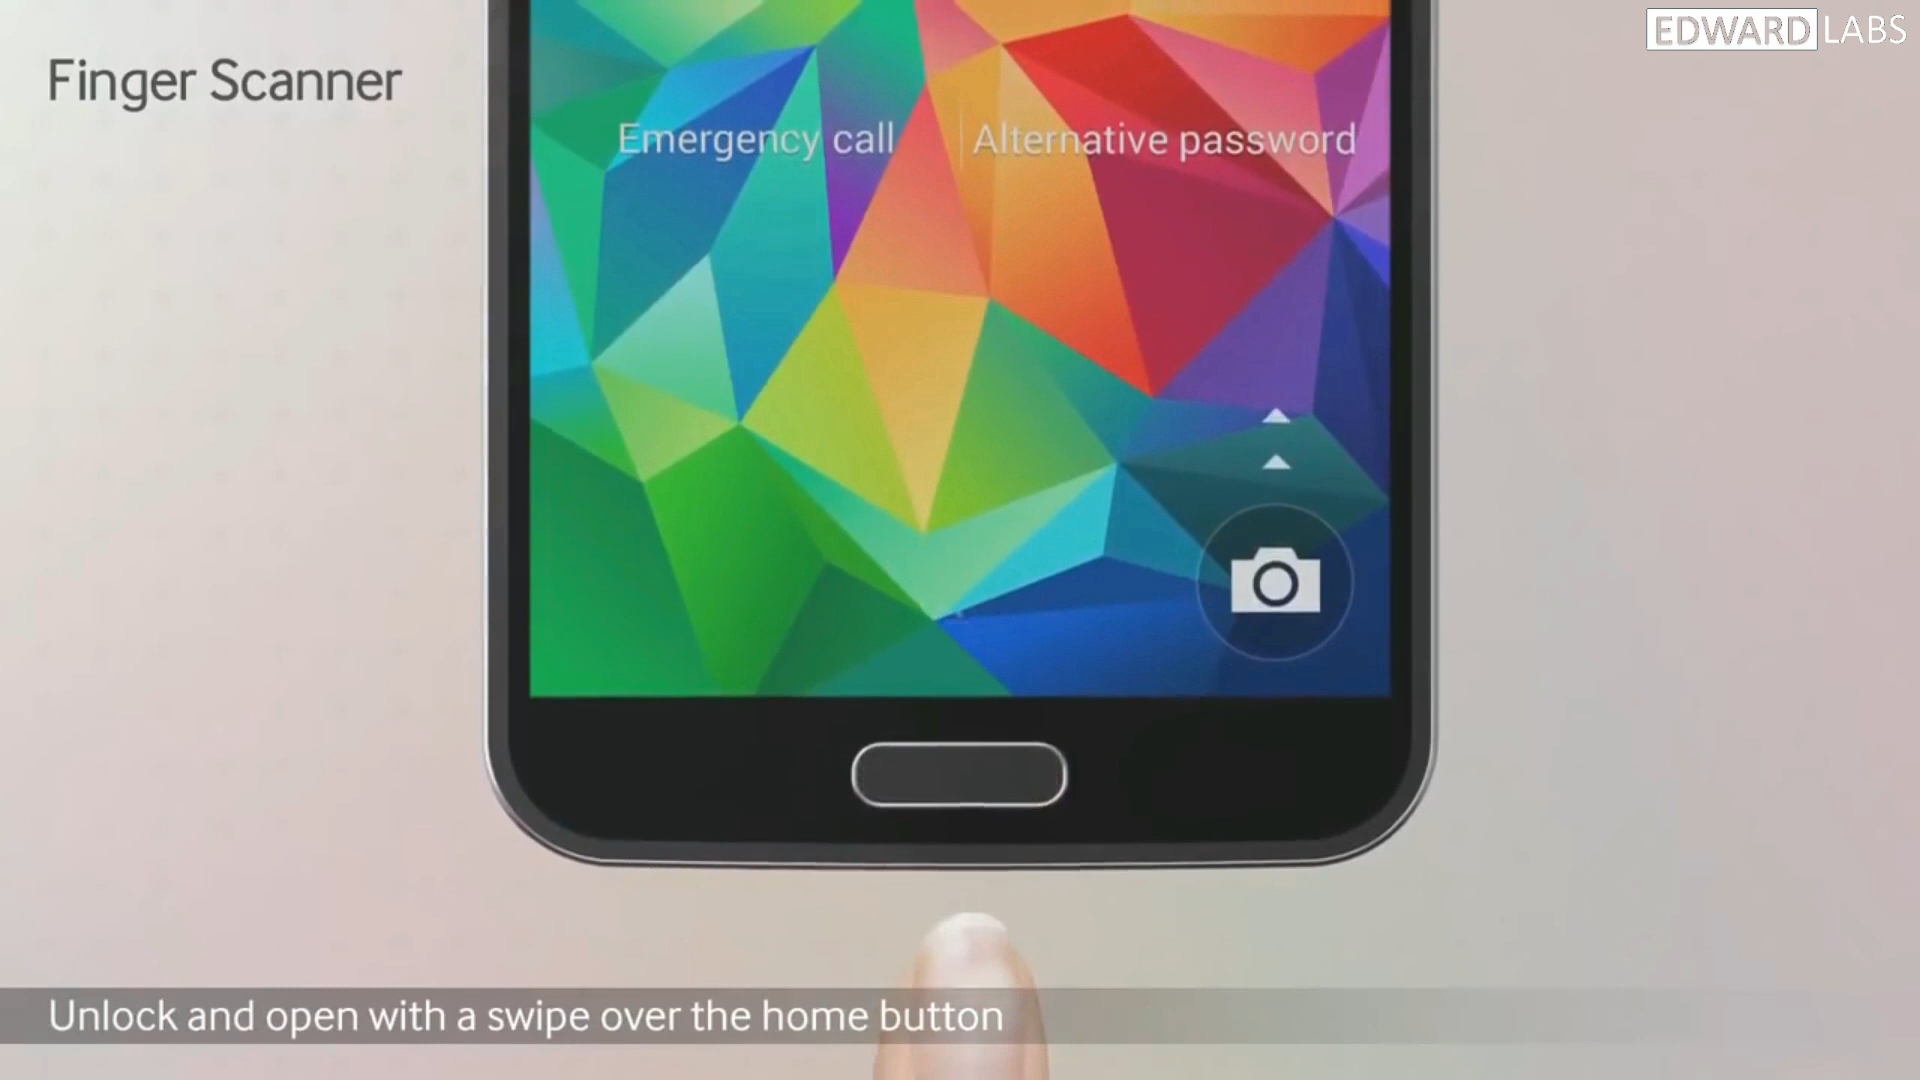 EDWARD LABS
Finger Scanner
Emergency call
Alternative password
Unlock and open with a swipe over the home button